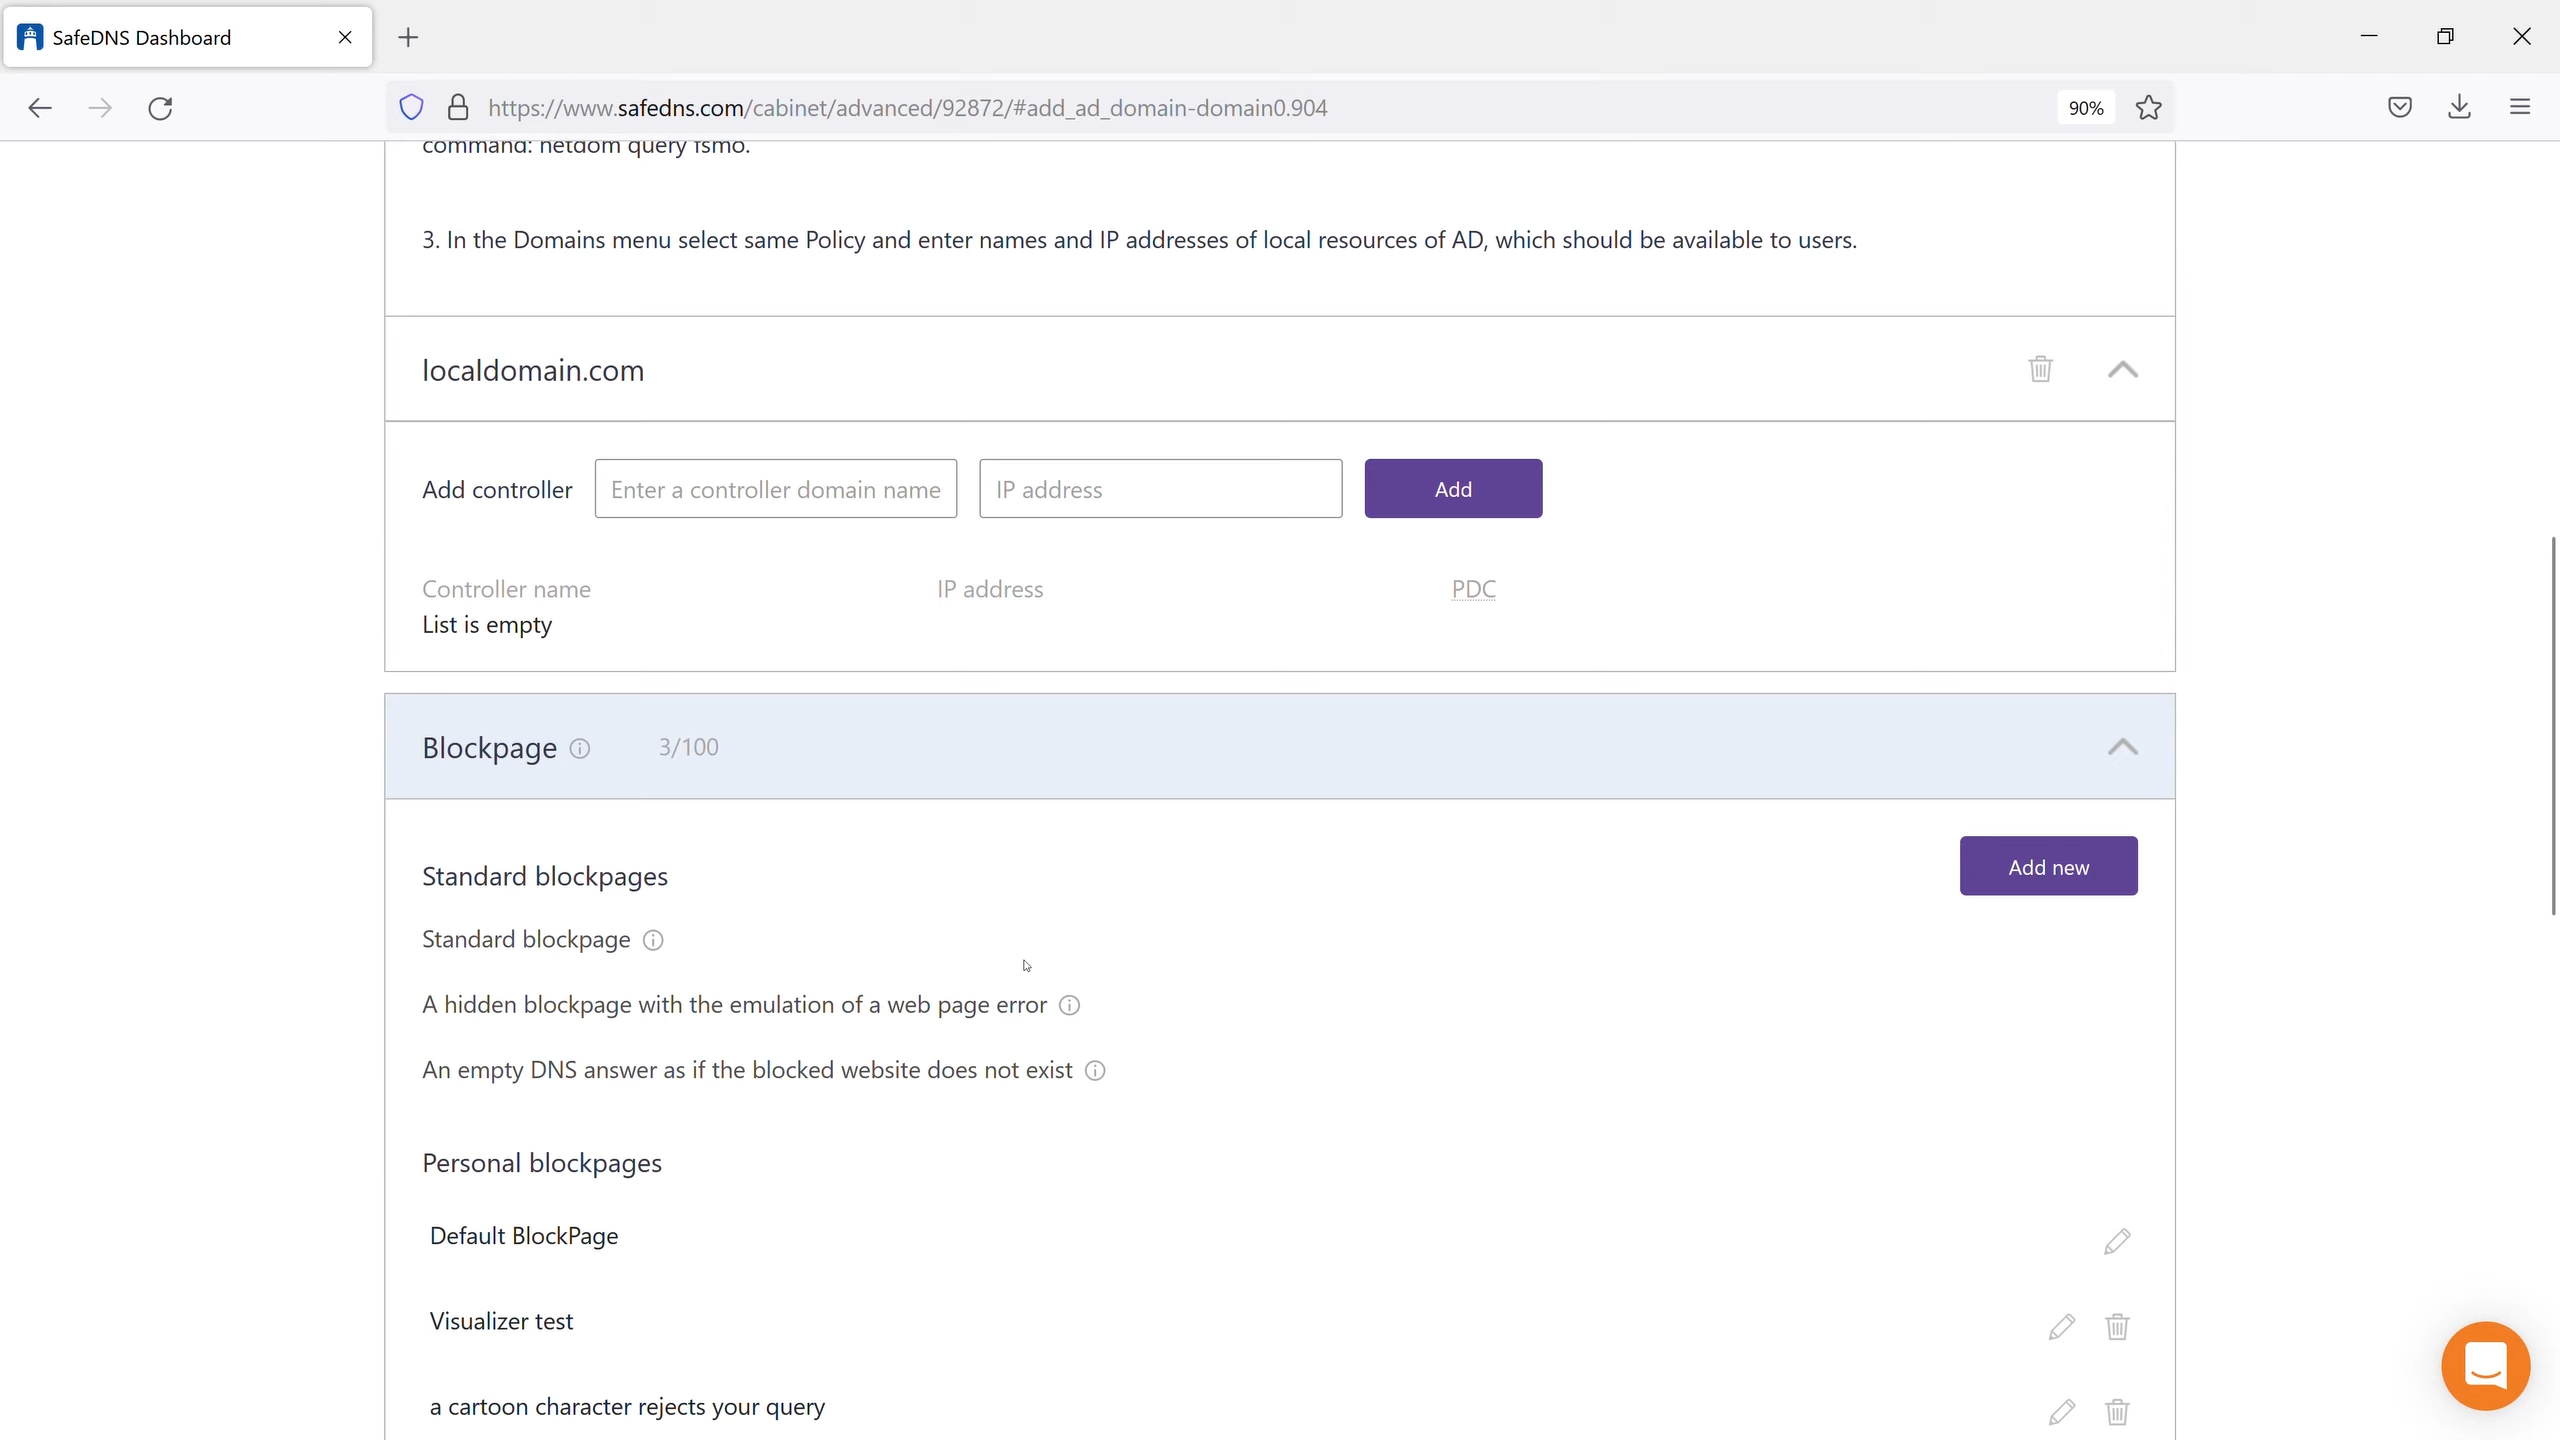 SafeDNS Dashboard
https://www.safedns.com/cabinet/advanced/92872/#add_ad_domain-domain0.904
90%
command: netdom query fsmo.
3. In the Domains menu select same Policy and enter names and IP addresses of local resources of AD, which should be available to users.
localdomain.com
Add controller
Enter a controller domain name
IP address
Add
Controller name
IP address
PDC
List is empty
Blockpage
3/100
Standard blockpages
Add new
Standard blockpage
A hidden blockpage with the emulation of a web page error
An empty DNS answer as if the blocked website does not exist
Personal blockpages
Default BlockPage
Visualizer test
a cartoon character rejects your query